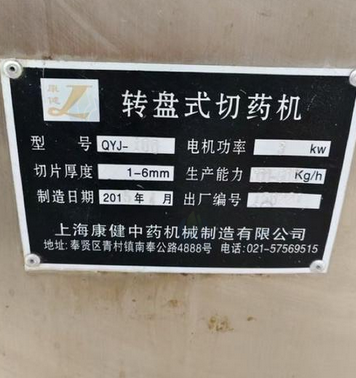 康健
转盘式切药机
型 号 QYJ- 电机功率 kw
切片厚度 1-6mm 生产能力 Kg/h
制造日期 201 年 月 出厂编号
上海康健中药机械制造有限公司
地址: 奉贤区青村镇南奉公路4888号 电话:021-57569515